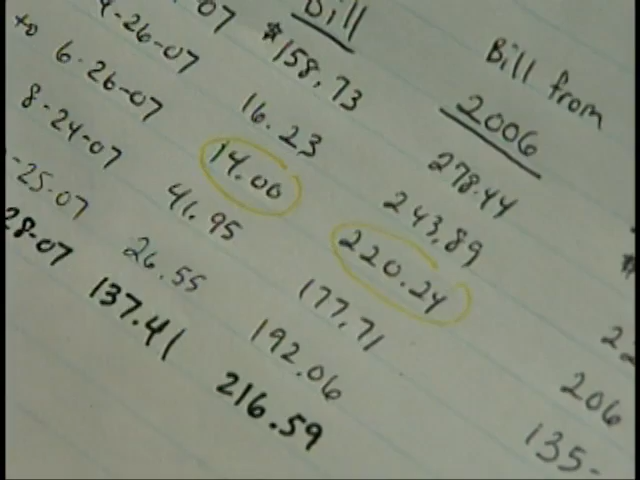 Bill Bill from
2006
-07 $158.73 278.44 $
4-26-07 16.23 243.89 22
to 6-26-07 14.00 220.24 206
8-24-07 41.95 177.71 135-
-25-07 26.55 192.06
28-07 137.41 216.59